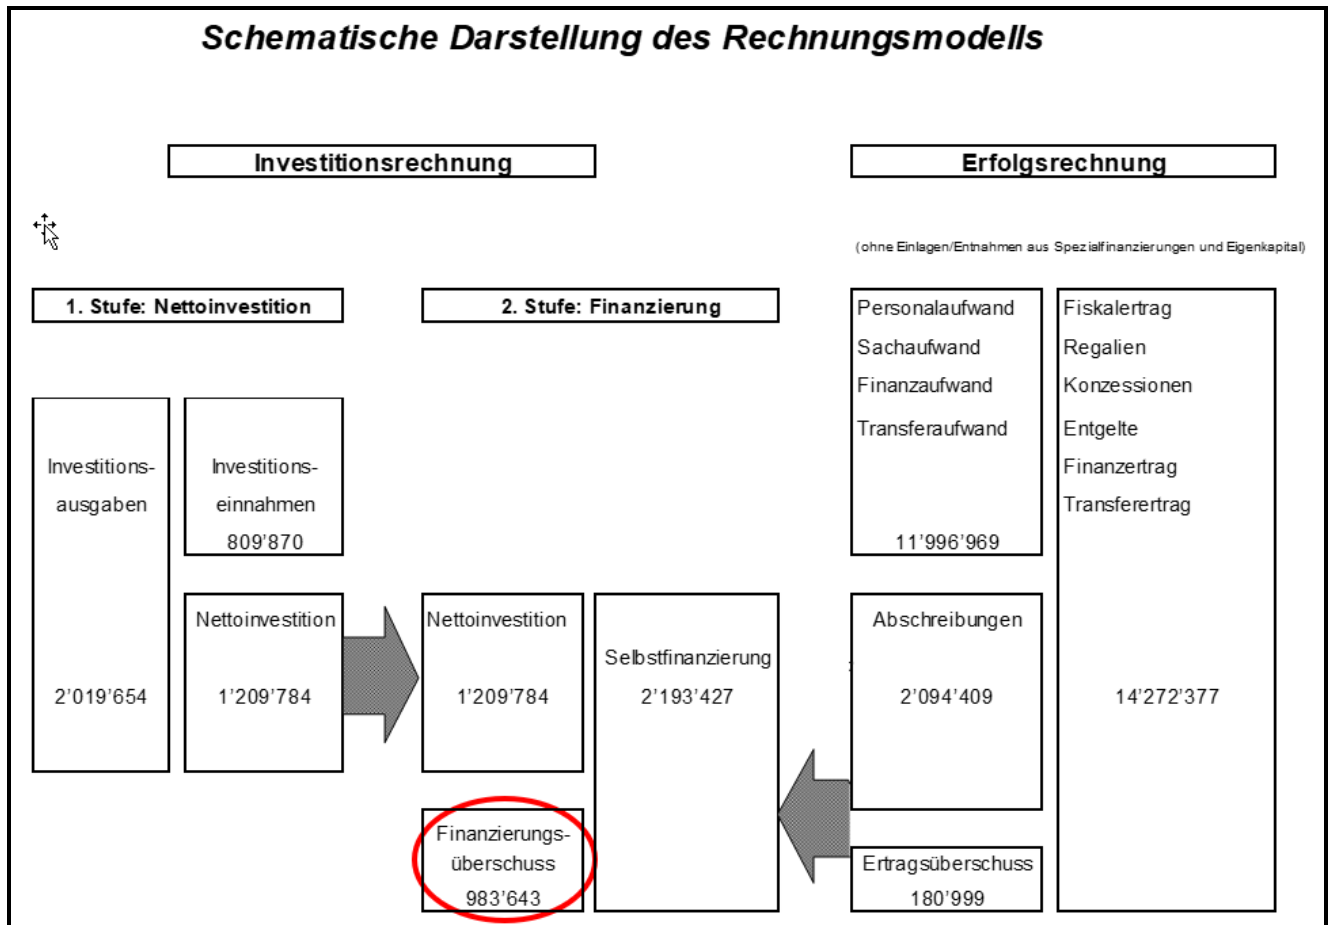 Schematische Darstellung des Rechnungsmodells
Investitionsrechnung
Erfolgsrechnung
(ohne Einlagen/Entnahmen aus Spezialfinanzierungen und Eigenkapital)
1. Stufe: Nettoinvestition
2. Stufe: Finanzierung
Investitions-
ausgaben
2’019’654
Investitions-
einnahmen
809’870
Nettoinvestition
1’209’784
Nettoinvestition
1’209’784
Finanzierungs-
überschuss
983’643
Selbstfinanzierung
2’193’427
Personalaufwand
Sachaufwand
Finanzaufwand
Transferaufwand
11’996’969
Abschreibungen
2’094’409
Ertragsüberschuss
180’999
Fiskalertrag
Regalien
Konzessionen
Entgelte
Finanzertrag
Transferertrag
14’272’377